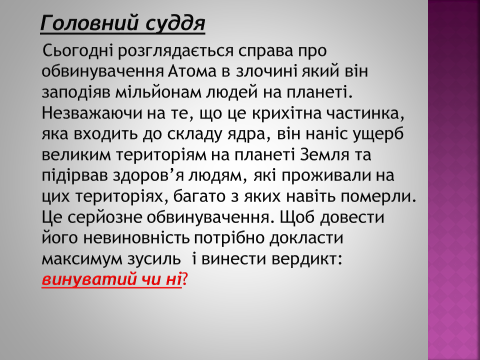 Головний суддя
Сьогодні розглядається справа про
обвинувачення Атома в злочині який він
заподіяв мільйонам людей на планеті.
Незважаючи на те, що це крихітна частинка,
яка входить до складу ядра, він наніс ущерб
великим територіям на планеті Земля та
підірвав здоров’я людям, які проживали на
цих територіях, багато з яких навіть померли.
Це серйозне обвинувачення. Щоб довести
його невиновність потрібно докласти
максимум зусиль і винести вердикт:
винуватий чи ні?